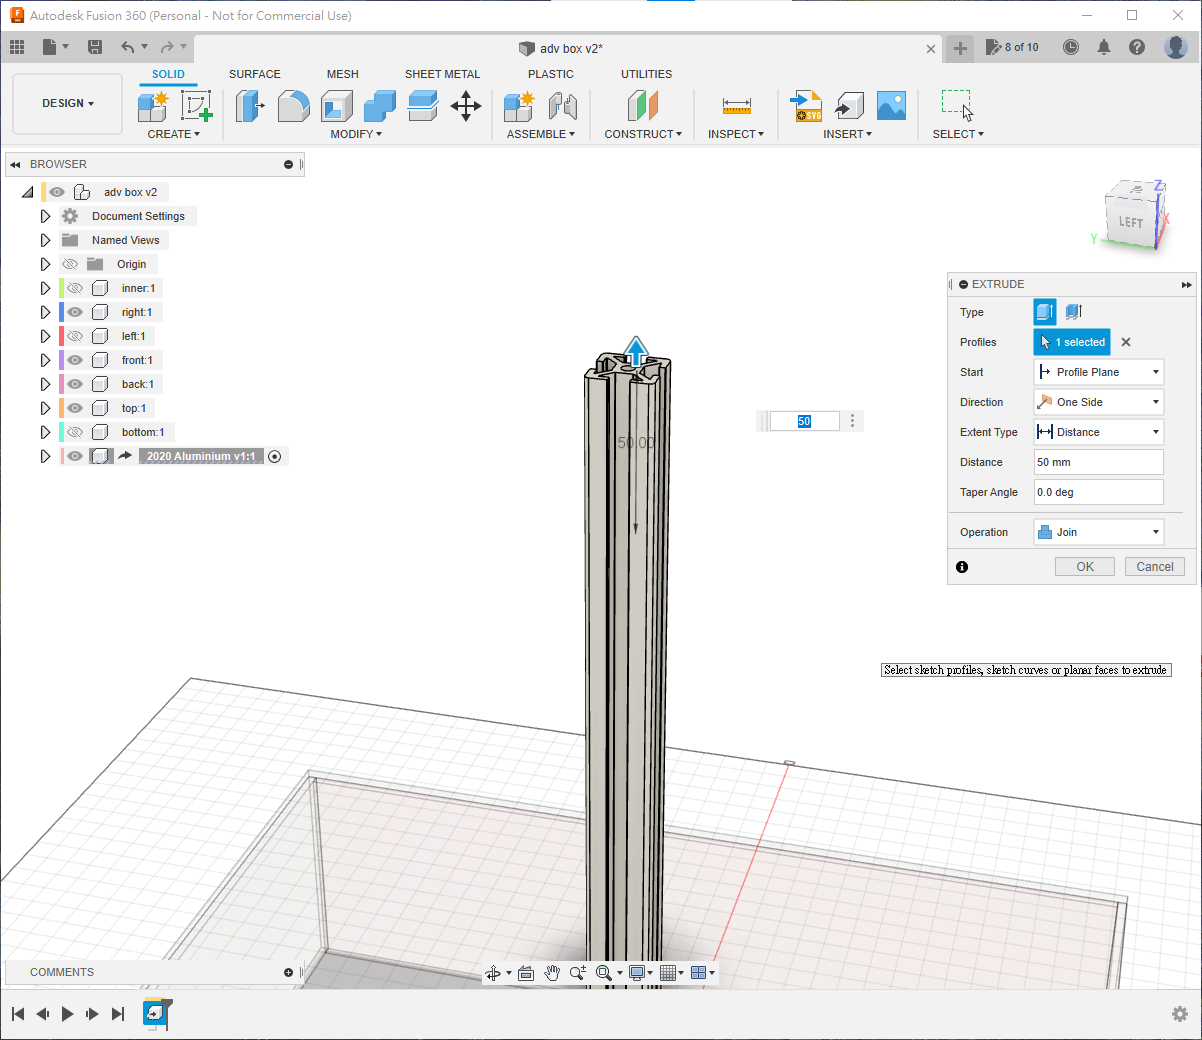 Autodesk Fusion 360 (Personal - Not for Commercial Use)
adv box v2*
8 of 10
DESIGN
SOLID SURFACE MESH SHEET METAL PLASTIC UTILITIES
SVG
CREATE MODIFY ASSEMBLE CONSTRUCT INSPECT INSERT SELECT
BROWSER
adv box v2
Document Settings
Named Views
Origin
inner:1
right:1
left:1
front:1
back:1
top:1
bottom:1
2020 Aluminium v1:1
Z
LEFT
X
Y
EXTRUDE
Type
Profiles 1 selected
Start Profile Plane
Direction One Side
Extent Type Distance
Distance 50 mm
Taper Angle 0.0 deg
Operation Join
OK Cancel
50
50.00
Select sketch profiles, sketch curves or planar faces to extrude
COMMENTS